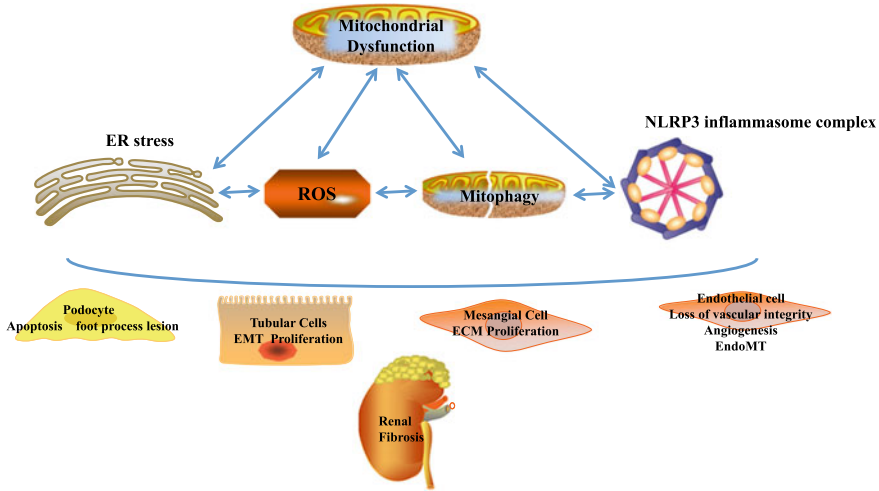 Mitochondrial
Dysfunction
ER stress
NLRP3 inflammasome complex
ROS
Mitophagy
Podocyte
Apoptosis foot process lesion
Tubular Cells
EMT Proliferation
Mesangial Cell
ECM Proliferation
Endothelial cell
Loss of vascular integrity
Angiogenesis
EndoMT
Renal
Fibrosis